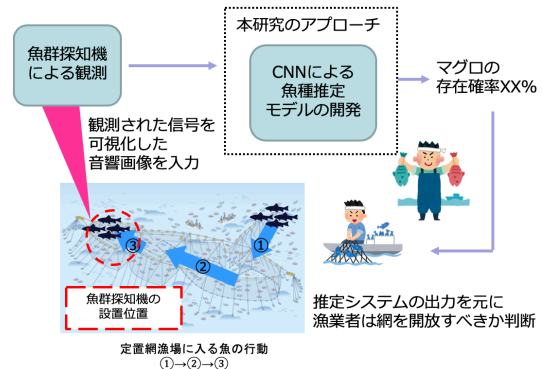 本研究のアプローチ
魚群探知機
による観測
CNNによる
魚種推定
モデルの開発
マグロの
存在確率XX%
観測された信号を
可視化した
音響画像を入力
①
②
③
魚群探知機の
設置位置
推定システムの出力を元に
漁業者は網を開放すべきか判断
定置網漁場に入る魚の行動
①→②→③